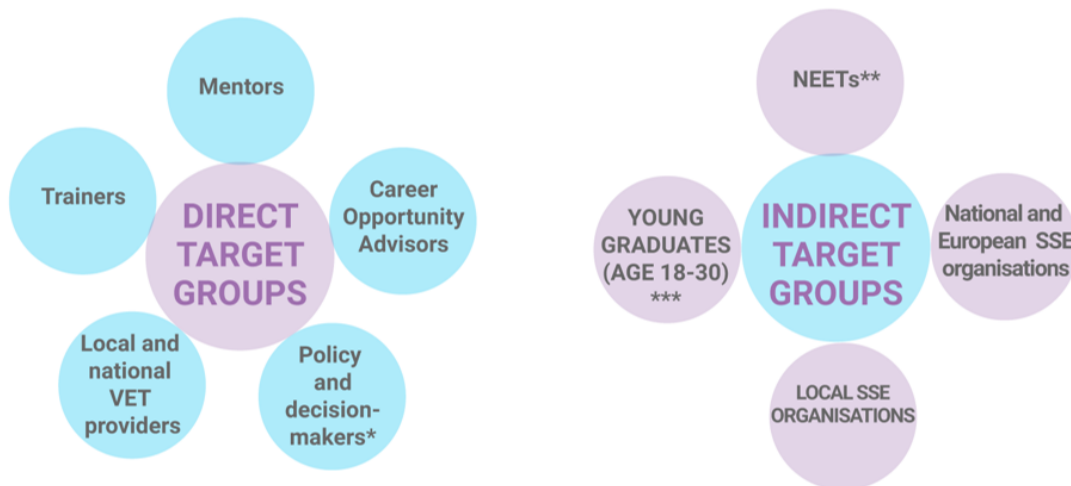 Mentors
Trainers
Career
Opportunity
Advisors
DIRECT
TARGET
GROUPS
Local and
national
VET
providers
Policy
and
decision-
makers*
NEETs**
YOUNG
GRADUATES
(AGE 18-30)
***
INDIRECT
TARGET
GROUPS
National and
European SSE
organisations
LOCAL SSE
ORGANISATIONS